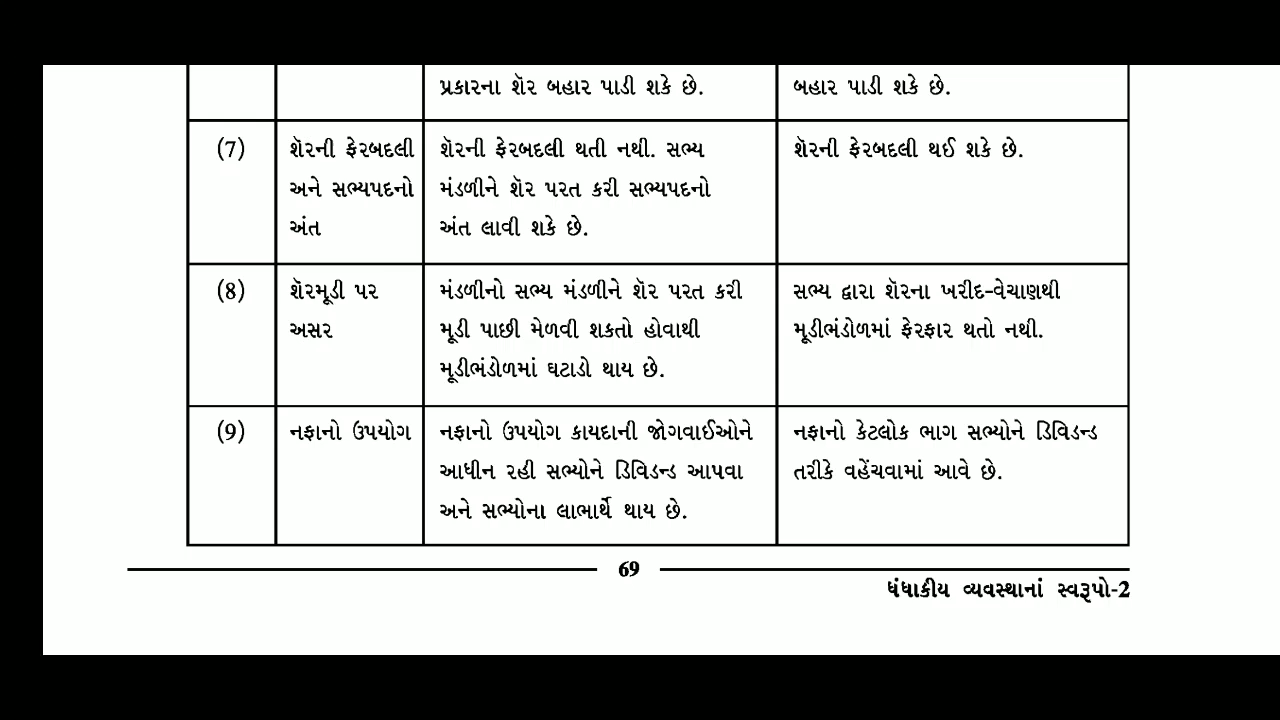 પ્રકારના શૅર બહાર પાડી શકે છે.
બહાર પાડી શકે છે.
(7)
શૅરની ફેરબદલી
અને સભ્યપદનો
અંત
શૅરની ફેરબદલી થતી નથી. સભ્ય
મંડળીને શૅર પરત કરી સભ્યપદનો
અંત લાવી શકે છે.
શૅરની ફેરબદલી થઈ શકે છે.
(8)
શૅરમૂડી પર
અસર
મંડળીનો સભ્ય મંડળીને શૅર પરત કરી
મૂડી પાછી મેળવી શકતો હોવાથી
મૂડીભંડોળમાં ઘટાડો થાય છે.
સભ્ય દ્વારા શૅરના ખરીદ-વેચાણથી
મૂડીભંડોળમાં ફેરફાર થતો નથી.
(9)
નફાનો ઉપયોગ
નફાનો ઉપયોગ કાયદાની જોગવાઈઓને
આધીન રહી સભ્યોને ડિવિડન્ડ આપવા
અને સભ્યોના લાભાર્થે થાય છે.
નફાનો કેટલોક ભાગ સભ્યોને ડિવિડન્ડ
તરીકે વહેંચવામાં આવે છે.
69
ધંધાકીય વ્યવસ્થાનાં સ્વરૂપો-2